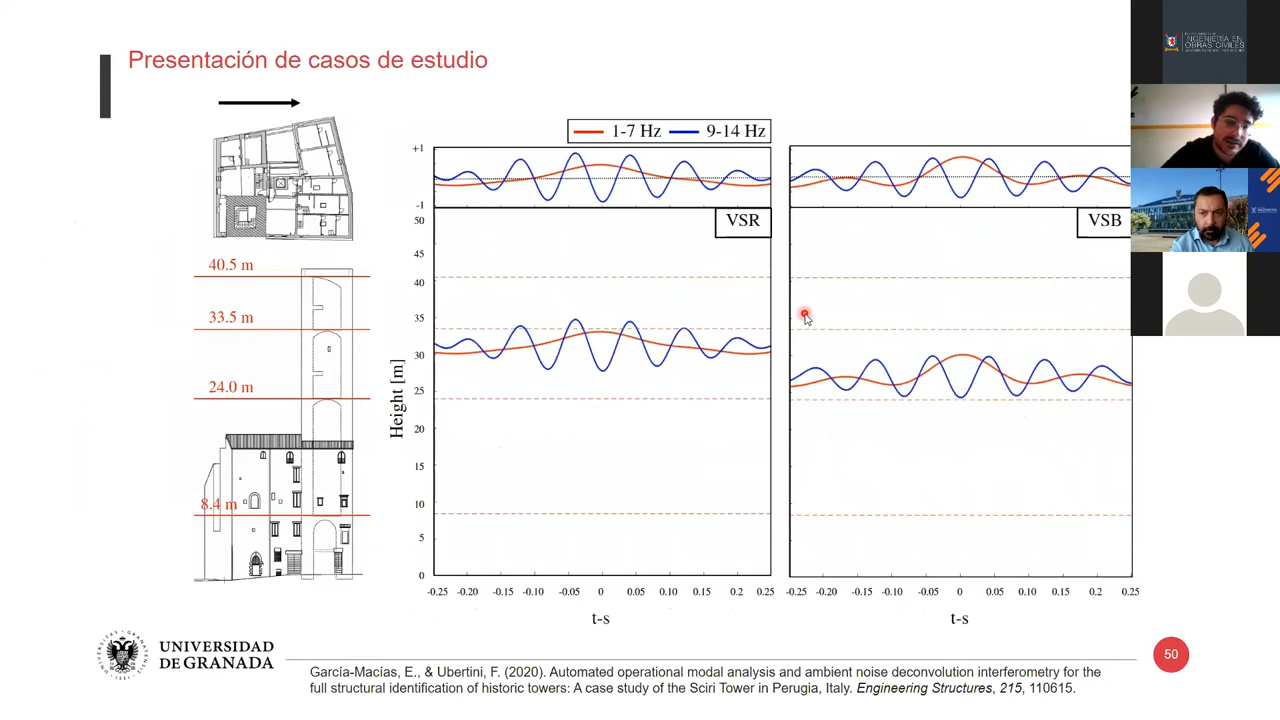 Presentación de casos de estudio
INGENIERÍA EN
OBRAS CIVILES
1-7 Hz 9-14 Hz
+1
-1
VSR
VSB
50
45
40
35
30
25
20
15
10
5
0
Height [m]
40.5 m
33.5 m
24.0 m
8.4 m
-0.25 -0.20 -0.15 -0.10 -0.05 0 0.05 0.10 0.15 0.2 0.25
t-s
-0.25 -0.20 -0.15 -0.10 -0.05 0 0.05 0.10 0.15 0.2 0.25
t-s
UNIVERSIDAD
DE GRANADA
García-Macías, E., & Ubertini, F. (2020). Automated operational modal analysis and ambient noise deconvolution interferometry for the
full structural identification of historic towers: A case study of the Sciri Tower in Perugia, Italy. Engineering Structures, 215, 110615.
50